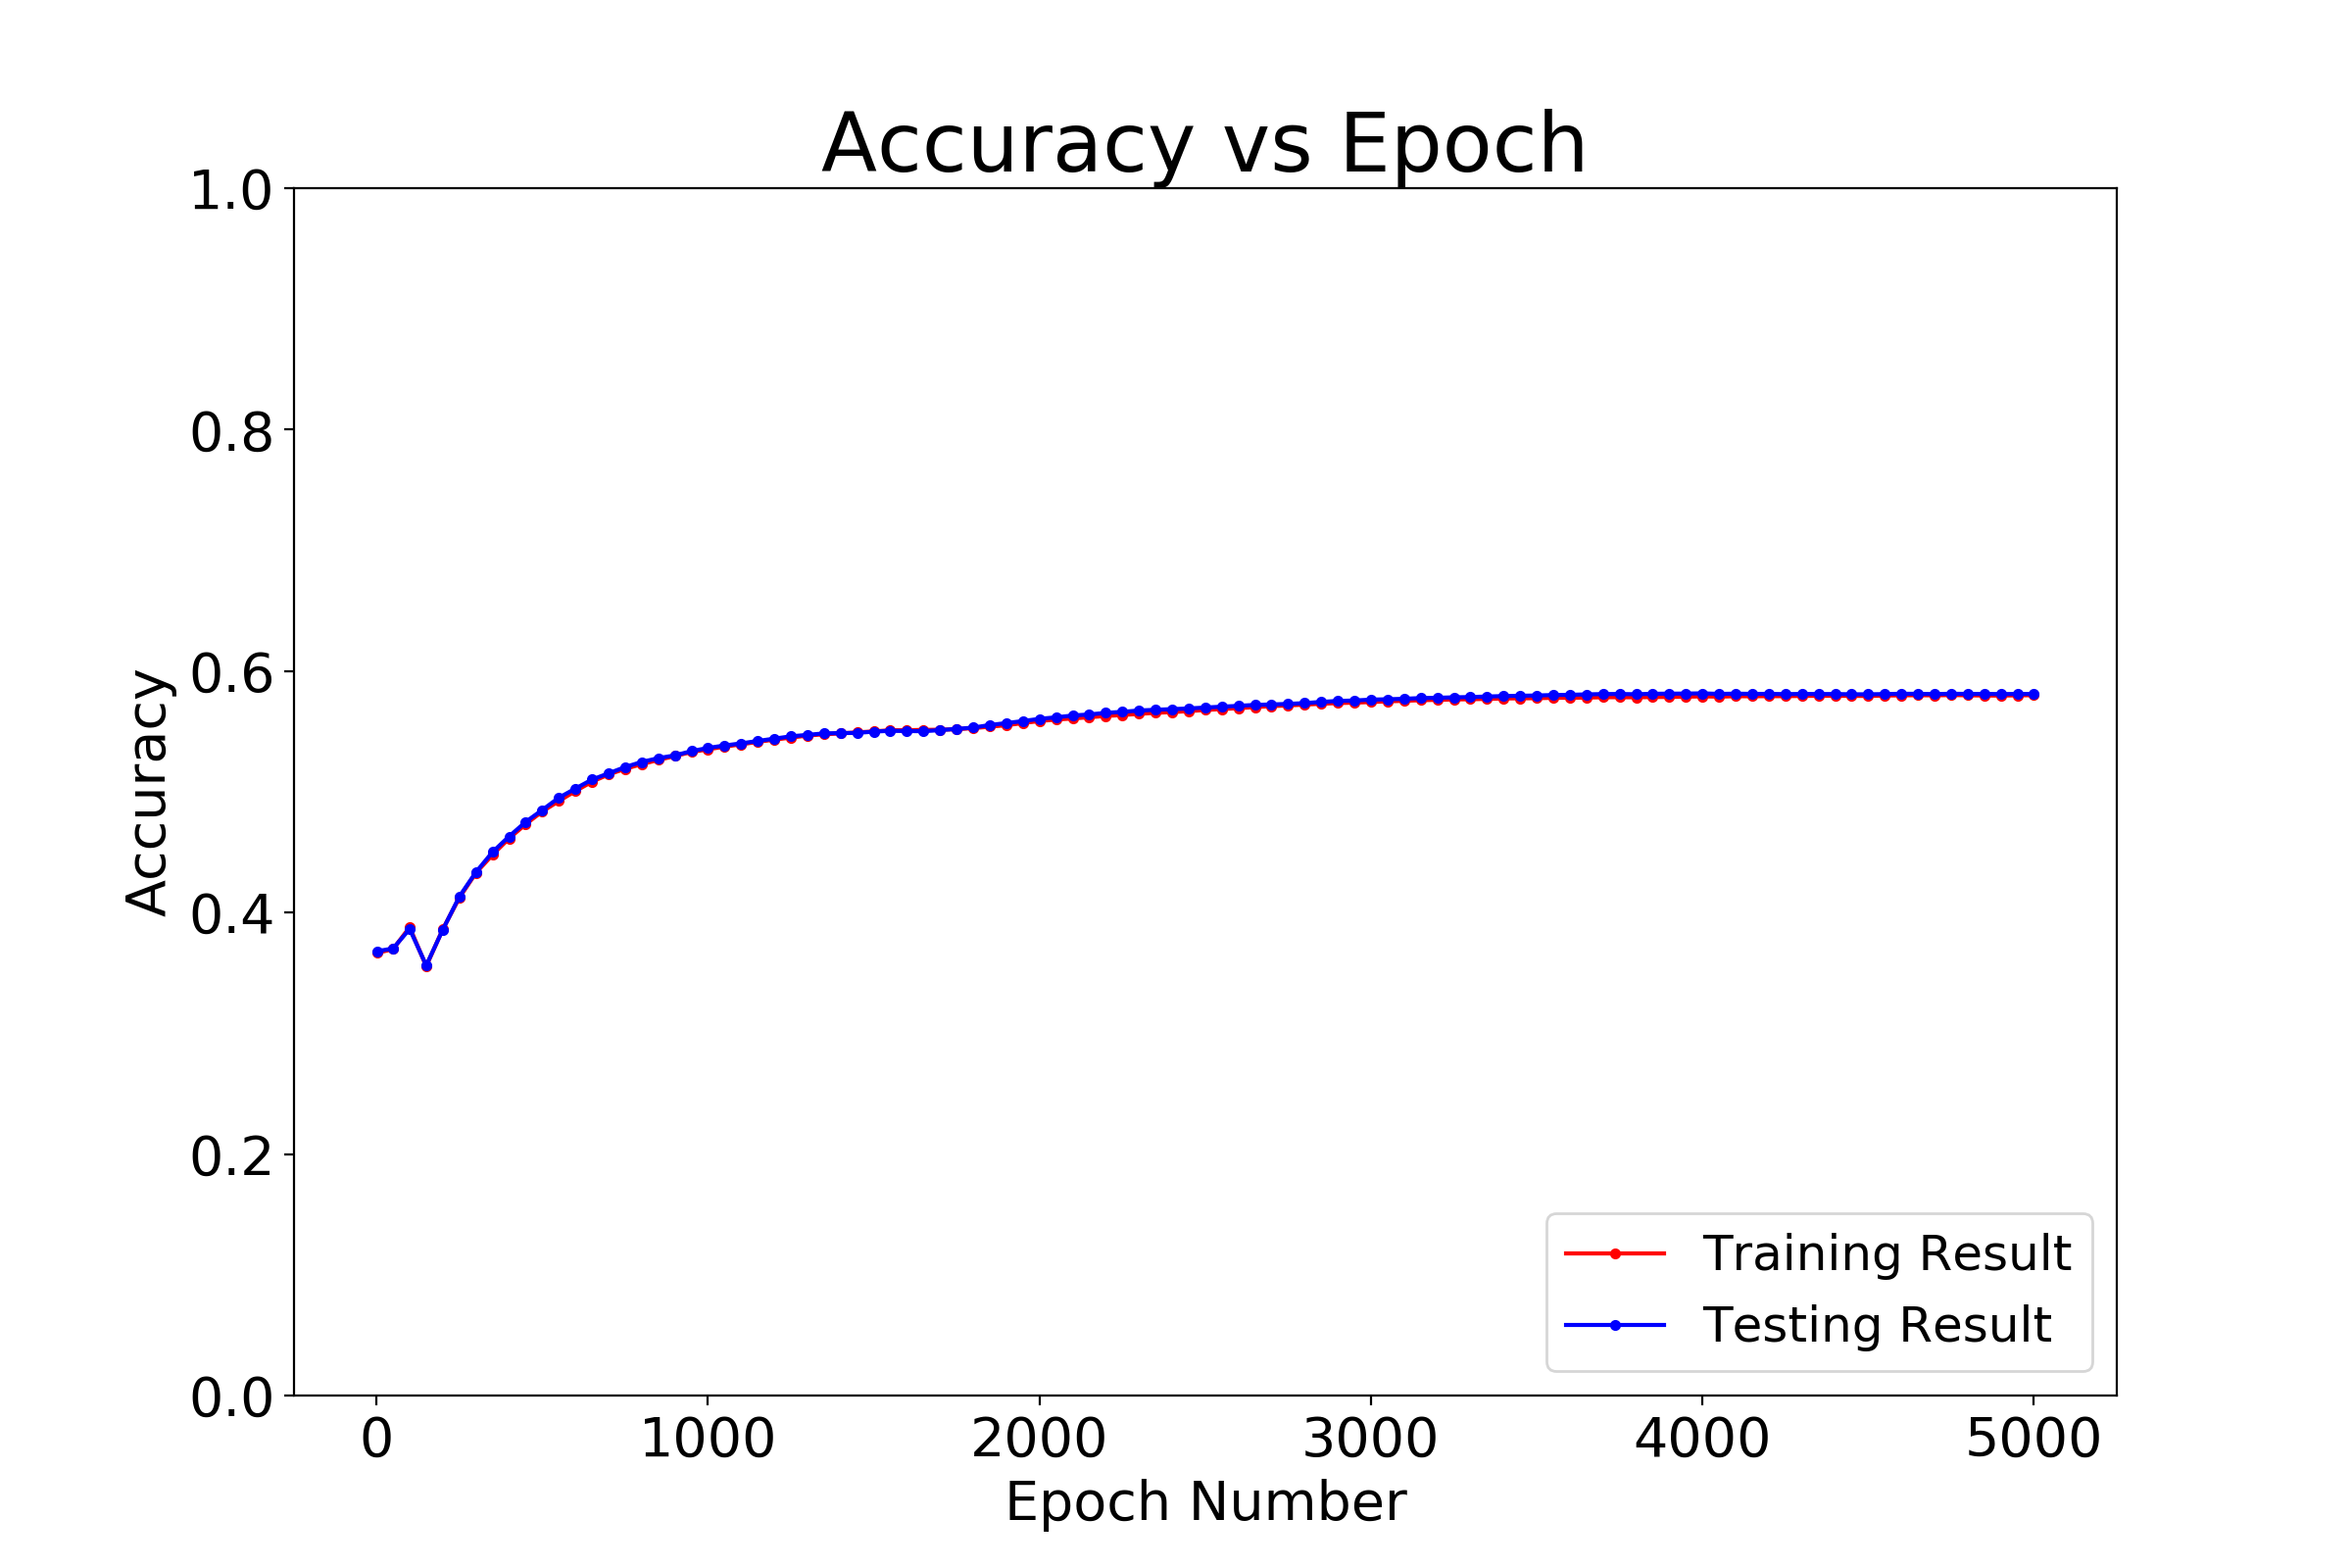 Accuracy vs Epoch
1.0
0.8
0.6
0.4
0.2
0.0
Accuracy
0 1000 2000 3000 4000 5000
Epoch Number
Training Result
Testing Result